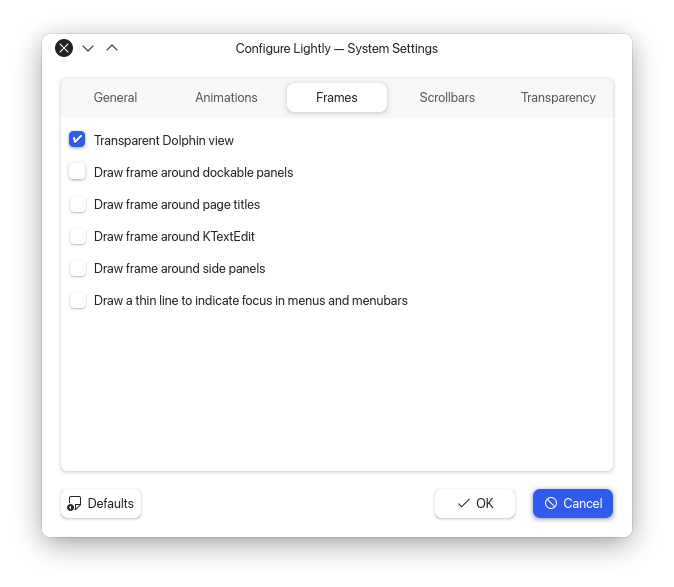 Configure Lightly — System Settings
General Animations Frames Scrollbars Transparency
Transparent Dolphin view
Draw frame around dockable panels
Draw frame around page titles
Draw frame around KTextEdit
Draw frame around side panels
Draw a thin line to indicate focus in menus and menubars
Defaults OK Cancel